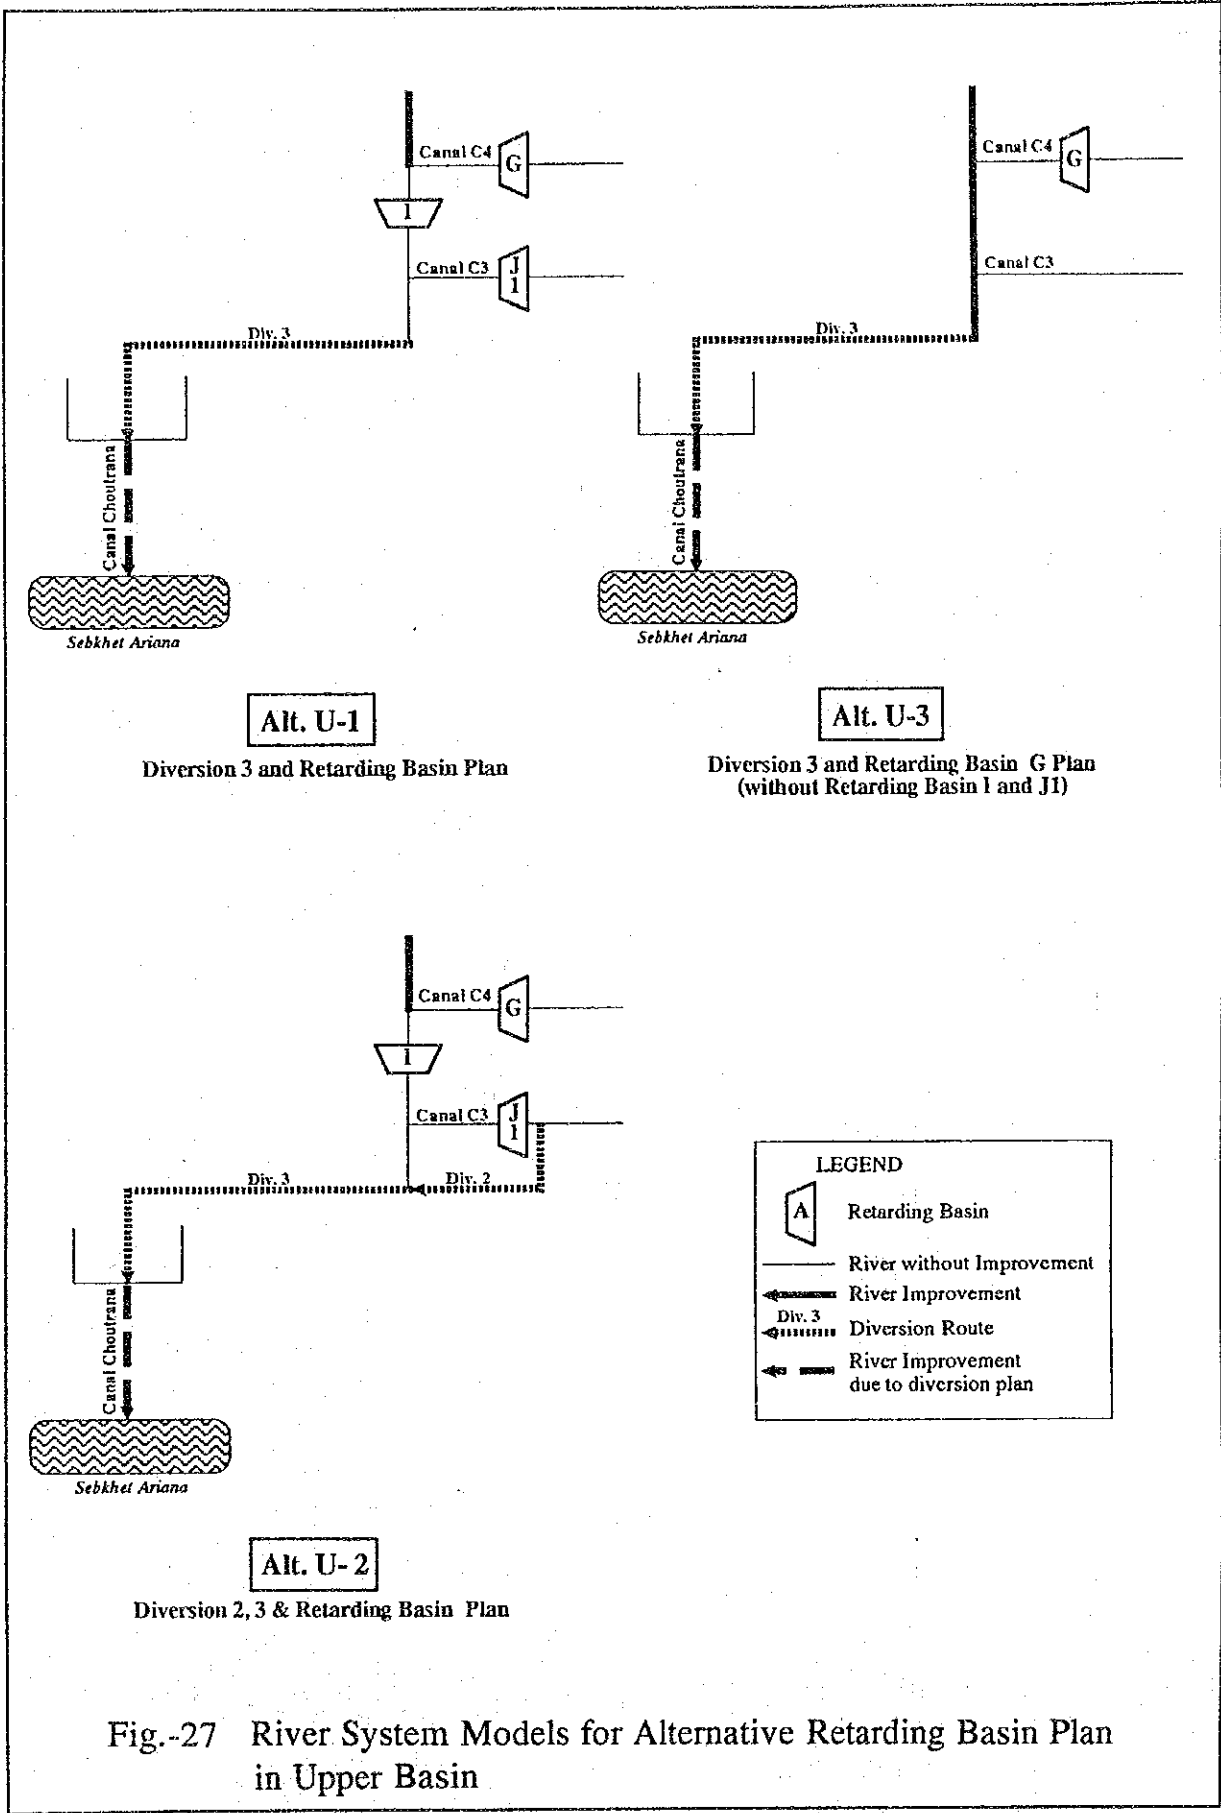 Canal C4
G
1
Canal C3
J
1
Div. 3
Canal Choutrana
Sebkhet Ariana
Alt. U-1
Diversion 3 and Retarding Basin Plan
Canal C4
G
Canal C3
Div. 3
Canal Choutrana
Sebkhet Ariana
Alt. U-3
Diversion 3 and Retarding Basin G Plan
(without Retarding Basin I and J1)
Canal C4
G
1
Canal C3
J
1
Div. 3
Div. 2
Canal Choutrana
Sebkhet Ariana
Alt. U- 2
Diversion 2, 3 & Retarding Basin Plan
LEGEND
A
Retarding Basin
River without Improvement
River Improvement
Div. 3
Diversion Route
River Improvement
due to diversion plan
Fig.-27 River System Models for Alternative Retarding Basin Plan
in Upper Basin